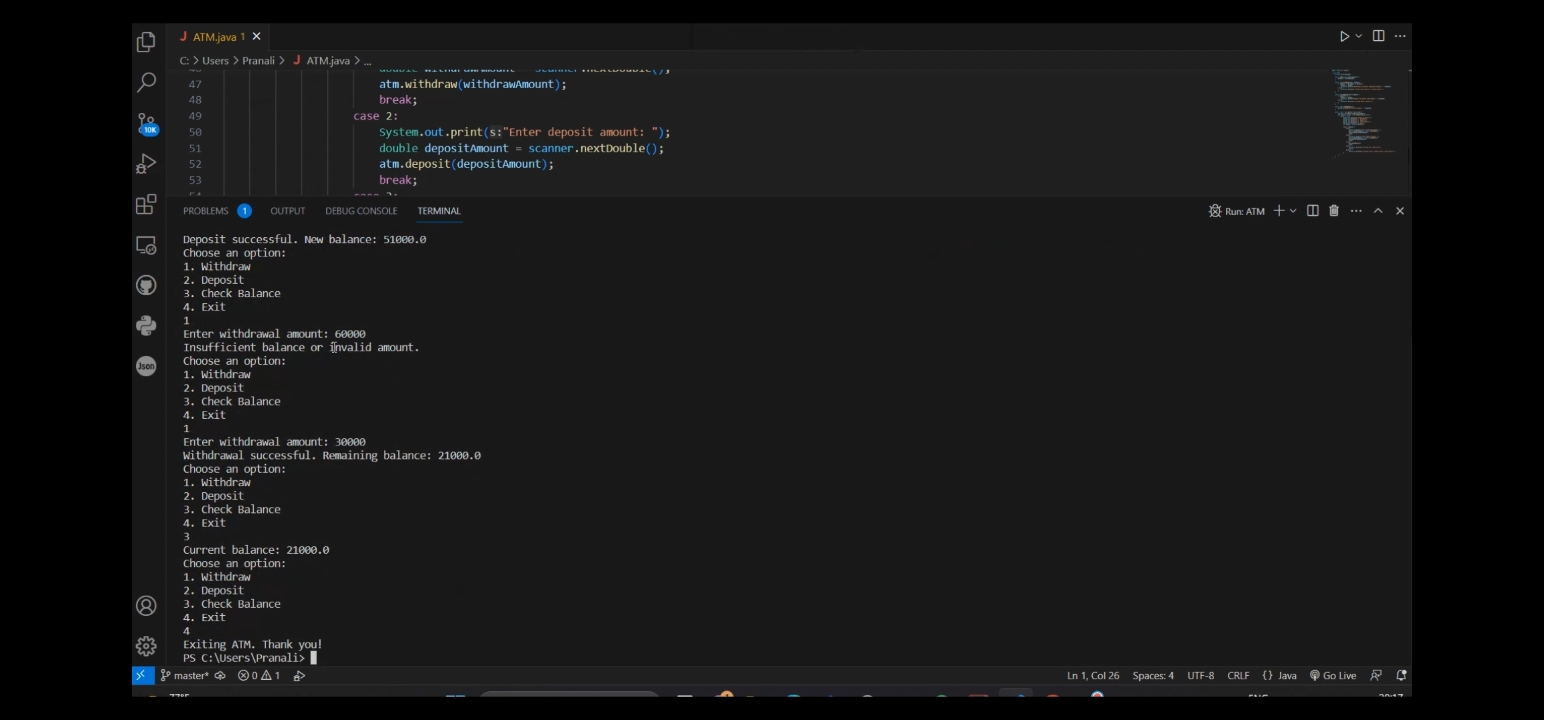 ATM.java 1
C: > Users > Pranali > ATM.java > ...
47 atm.withdraw(withdrawAmount);
48 break;
49 case 2:
50 System.out.print(s:"Enter deposit amount: ");
51 double depositAmount = scanner.nextDouble();
52 atm.deposit(depositAmount);
53 break;
10K
PROBLEMS 1 OUTPUT DEBUG CONSOLE TERMINAL
Run: ATM
Deposit successful. New balance: 51000.0
Choose an option:
1. Withdraw
2. Deposit
3. Check Balance
4. Exit
1
Enter withdrawal amount: 60000
Insufficient balance or invalid amount.
Choose an option:
1. Withdraw
2. Deposit
3. Check Balance
4. Exit
1
Enter withdrawal amount: 30000
Withdrawal successful. Remaining balance: 21000.0
Choose an option:
1. Withdraw
2. Deposit
3. Check Balance
4. Exit
3
Current balance: 21000.0
Choose an option:
1. Withdraw
2. Deposit
3. Check Balance
4. Exit
4
Exiting ATM. Thank you!
PS C:\Users\Pranali>
Json
master* 0 1 Ln 1, Col 26 Spaces: 4 UTF-8 CRLF {} Java Go Live